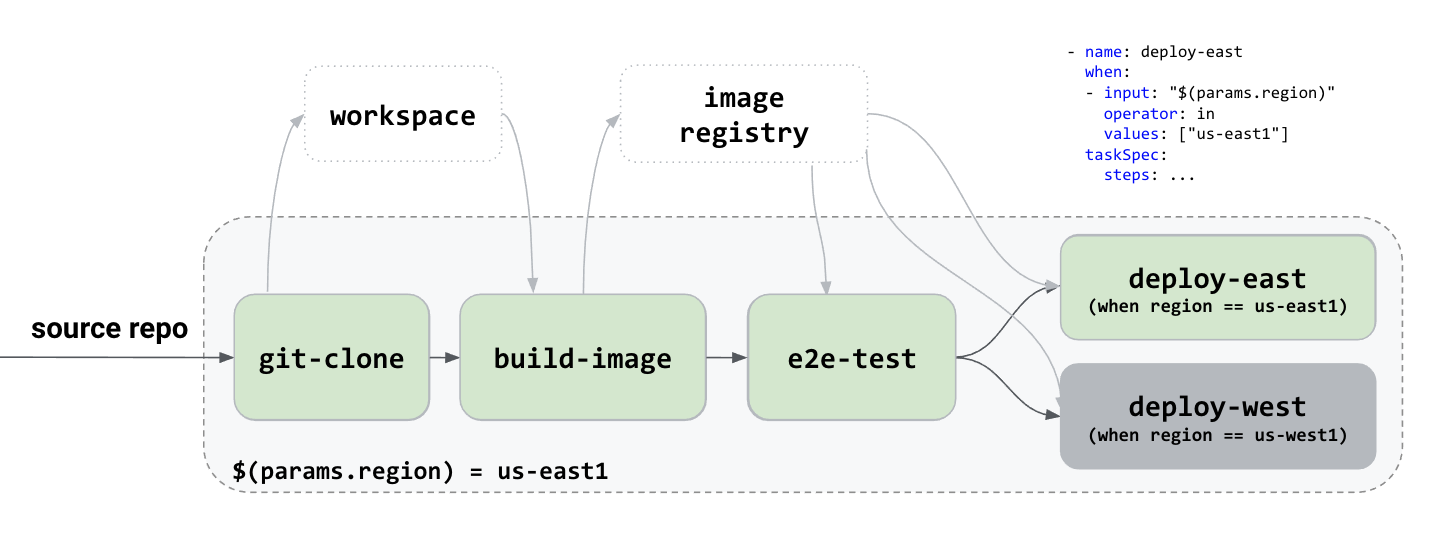 - name: deploy-east
when:
- input: "$(params.region)"
operator: in
values: ["us-east1"]
taskSpec:
steps: ...
workspace
image
registry
source repo
git-clone
build-image
e2e-test
deploy-east
(when region == us-east1)
deploy-west
(when region == us-west1)
$(params.region) = us-east1